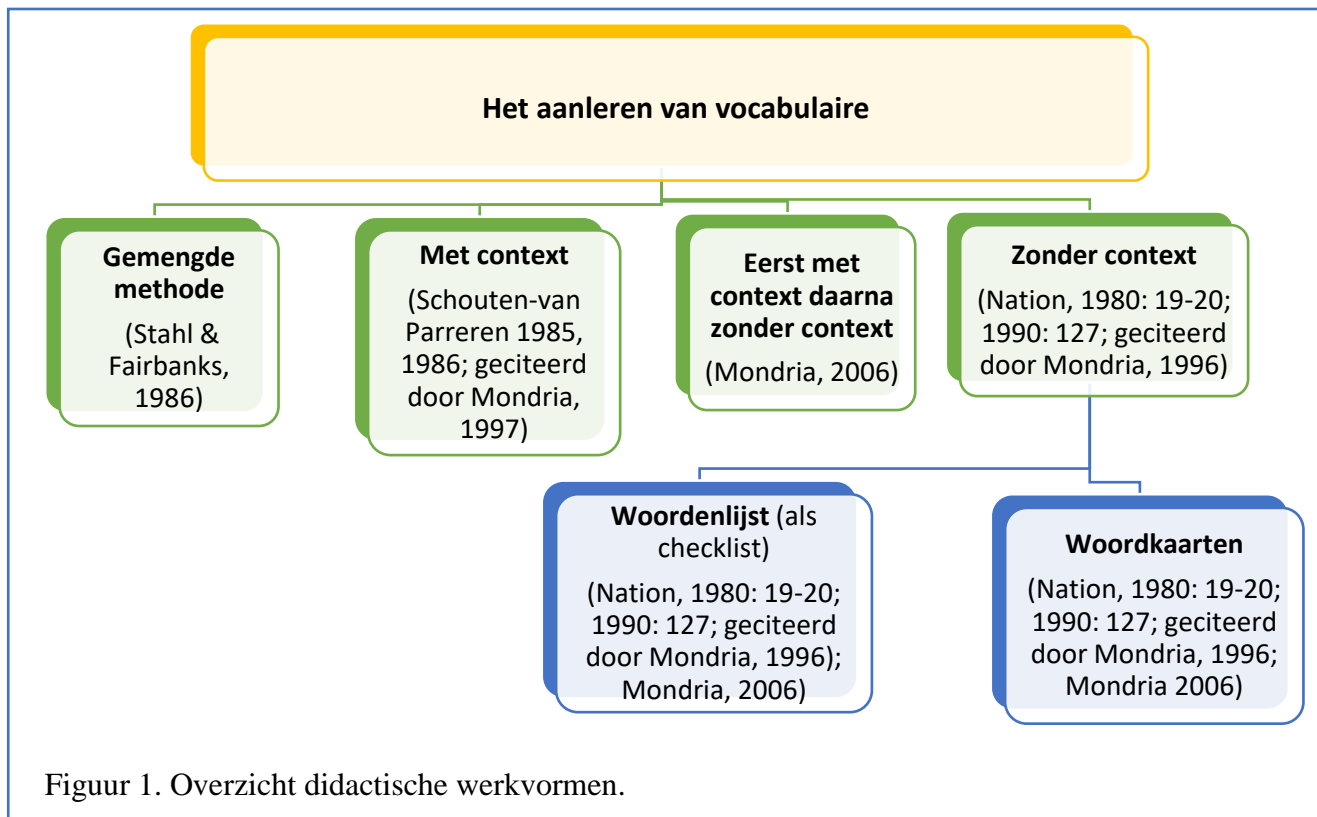 Het aanleren van vocabulaire
Gemengde
methode
(Stahl &
Fairbanks,
1986)
Met context
(Schouten-van
Parreren 1985,
1986; geciteerd
door Mondria,
1997)
Eerst met
context daarna
zonder context
(Mondria, 2006)
Zonder context
(Nation, 1980: 19-20;
1990: 127; geciteerd
door Mondria, 1996)
Woordenlijst (als
checklist)
(Nation, 1980: 19-20;
1990: 127; geciteerd
door Mondria, 1996);
Mondria, 2006)
Woordkaarten
(Nation, 1980: 19-20;
1990: 127; geciteerd
door Mondria, 1996;
Mondria 2006)
Figuur 1. Overzicht didactische werkvormen.